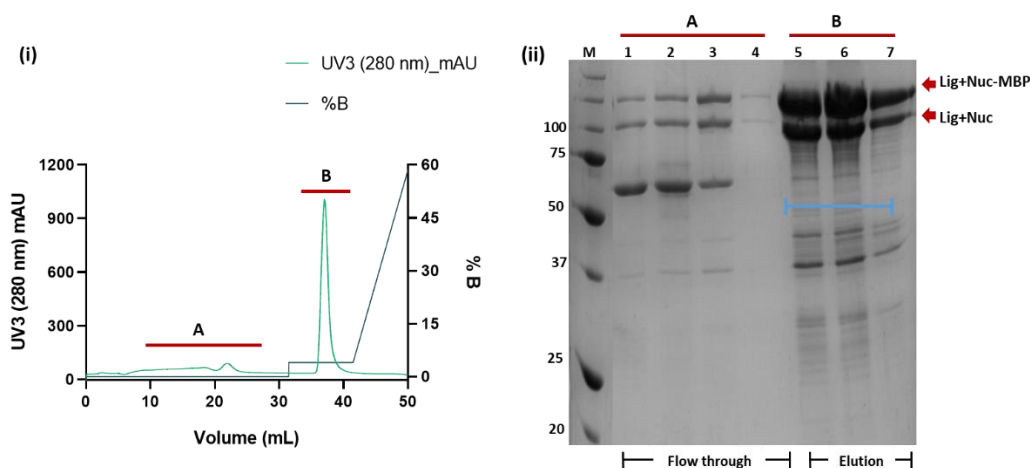 (i)
UV3 (280 nm)_mAU
%B
UV3 (280 nm) mAU
1200
900
600
300
0
A
B
60
45
30
15
0
% B
0 10 20 30 40 50
Volume (mL)
(ii)
A B
M 1 2 3 4 5 6 7
100
75
50
37
25
20
Lig+Nuc-MBP
Lig+Nuc
Flow through Elution